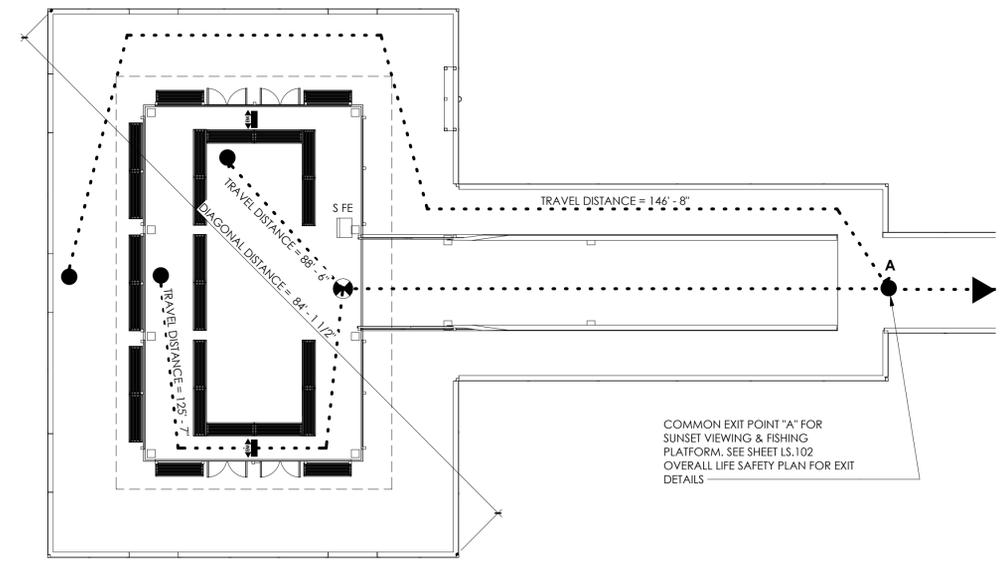 TRAVEL DISTANCE = 146' - 8"
S FE
TRAVEL DISTANCE = 88' - 6"
DIAGONAL DISTANCE = 84' - 1 1/2"
A
TRAVEL DISTANCE = 125' - 7"
COMMON EXIT POINT "A" FOR
SUNSET VIEWING & FISHING
PLATFORM. SEE SHEET LS.102
OVERALL LIFE SAFETY PLAN FOR EXIT
DETAILS